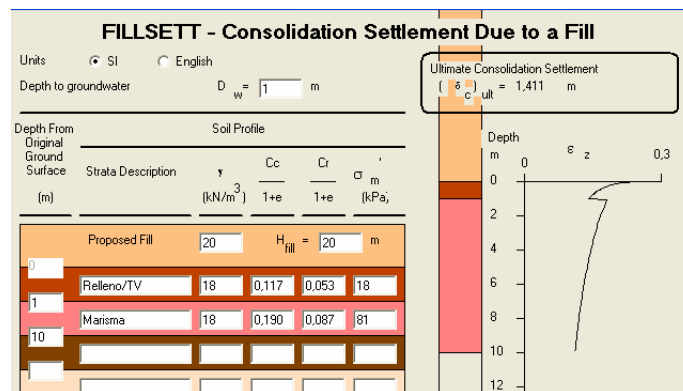 FILLSETT - Consolidation Settlement Due to a Fill
Units SI English
Depth to groundwater D w = 1 m
Ultimate Consolidation Settlement
( δ c ) ult = 1,411 m
Depth From Original Ground Surface (m)
Soil Profile
Strata Description
γ (kN/m3)
Cc 1+e
Cr 1+e
σ m ' (kPa)
Proposed Fill 20 H fill = 20 m
0
Relleno/TV 18 0,117 0,053 18
1
Marisma 18 0,190 0,087 81
10
Depth m
0 ε z 0,3
0
2
4
6
8
10
12